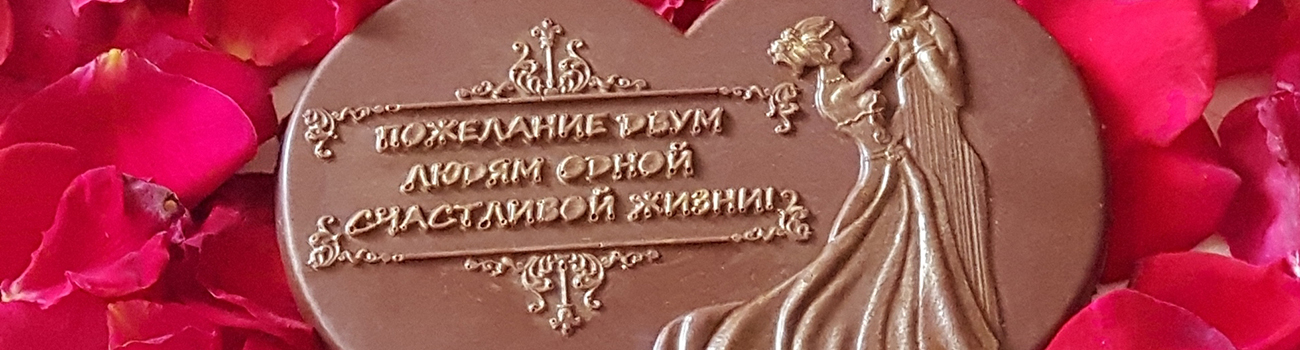 ПОЖЕЛАНИЕ ДВУМ
ЛЮДЯМ ОДНОЙ
СЧАСТЛИВОЙ ЖИЗНИ!